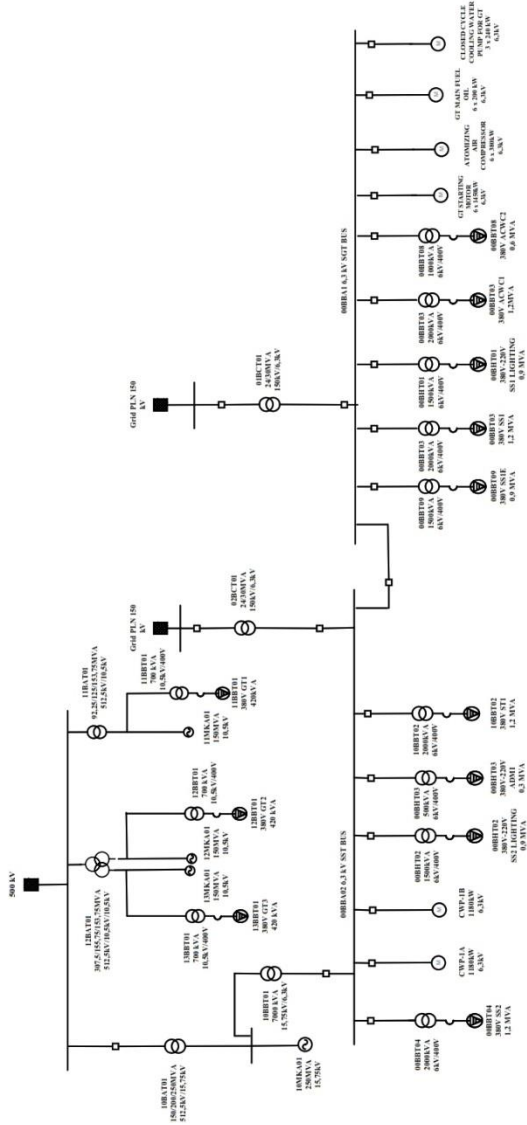 500 kV
10BAT01
150/200/250MVA
512,5kV/15,75kV
12BAT01
307,5/155,75/153,75MVA
512,5kV/10,5kV/10,5kV
11BAT01
92,25/125/153,75MVA
512,5kV/10,5kV
10MKA01
250MVA
15,75kV
10BBT01
7000 kVA
15,75kV/6,3kV
13BBT01
700 kVA
10,5kV/400V
13BBT01
380V GT3
420 kVA
13MKA01
150MVA
10,5kV
12MKA01
150MVA
10,5kV
12BBT01
700 kVA
10,5kV/400V
12BBT01
380V GT2
420 kVA
11MKA01
150MVA
10,5kV
11BBT01
700 kVA
10,5kV/400V
11BBT01
380V GT1
420kVA
Grid PLN 150
kV
02BCT01
24/30MVA
150kV/6,3kV
Grid PLN 150
kV
01BCT01
24/30MVA
150kV/6,3kV
00BBA02 6,3 kV SST BUS
00BBA1 6,3 kV SGT BUS
00BBT04
2000kVA
6kV/400V
00BBT04
380V SS2
1,2 MVA
CWP-1A
1180kW
6,3kV
CWP-1B
1180kW
6,3kV
00BHT02
1500kVA
6kV/400V
00BHT02
380V-220V
SS2 LIGHTING
0,9 MVA
00BHT03
500kVA
6kV/400V
00BHT03
380V-220V
ADM1
0,3 MVA
10BBT02
2000kVA
6kV/400V
10BBT02
380V ST1
1,2 MVA
00BBT09
1500kVA
6kV/400V
00BBT09
380V SS1E
0,9 MVA
00BBT03
2000kVA
6kV/400V
00BBT03
380V SS1
1,2 MVA
00BHT01
1500kVA
6kV/400V
00BHT01
380V-220V
SS1 LIGHTING
0,9 MVA
00BBT03
2000kVA
6kV/400V
00BBT03
380V ACWC1
1,2MVA
00BBT08
1000kVA
6kV/400V
00BBT08
380V ACWC2
0,6 MVA
M
GT STARTING
MOTOR
6 x 1450kW
6,3kV
M
ATOMIZING
AIR
COMPRESSOR
6 x 300kW
6,3kV
M
GT MAIN FUEL
OIL
6 x 200 kW
6,3kV
M
CLOSED CYCLE
COOLING WATER
PUMP FOR GT
3 x 240 kW
6,3kV